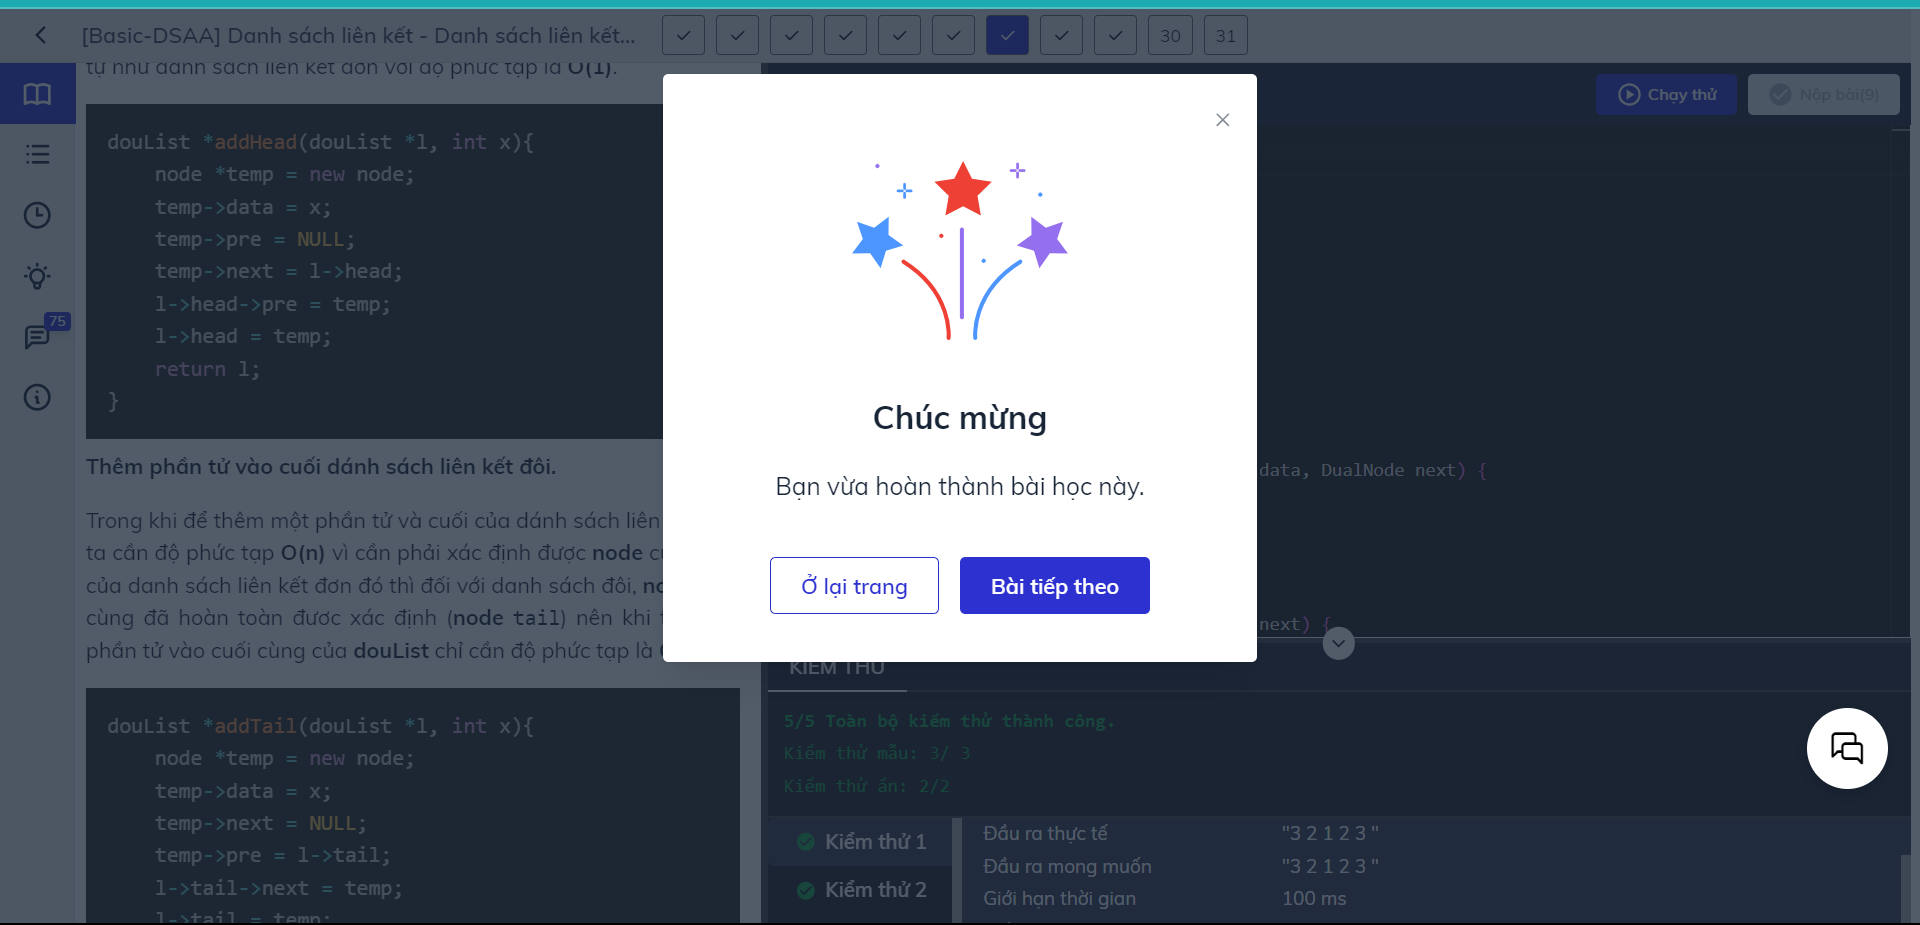 [Basic-DSAA] Danh sách liên kết - Danh sách liên kết...
30
31
tự như danh sách liên kết đơn với độ phức tạp là O(1).
Chạy thử
Nộp bài(9)
douList *addHead(douList *l, int x){
node *temp = new node;
temp->data = x;
temp->pre = NULL;
temp->next = l->head;
l->head->pre = temp;
l->head = temp;
return l;
}
75
Thêm phần tử vào cuối dánh sách liên kết đôi.
Trong khi để thêm một phần tử và cuối của dánh sách liên
ta cần độ phức tạp O(n) vì cần phải xác định được node
của danh sách liên kết đơn đó thì đối với danh sách đôi,
cùng đã hoàn toàn được xác định (node tail) nên khi
phần tử vào cuối cùng của douList chỉ cần độ phức tạp là
douList *addTail(douList *l, int x){
node *temp = new node;
temp->data = x;
temp->next = NULL;
temp->pre = l->tail;
l->tail->next = temp;
l->tail = temp;
Chúc mừng
Bạn vừa hoàn thành bài học này.
Ở lại trang
Bài tiếp theo
data, DualNode next) {
next) {
KIỂM THỬ
5/5 Toàn bộ kiểm thử thành công.
Kiểm thử mẫu: 3/ 3
Kiểm thử ẩn: 2/2
Kiểm thử 1
Kiểm thử 2
Đầu ra thực tế "3 2 1 2 3 "
Đầu ra mong muốn "3 2 1 2 3 "
Giới hạn thời gian 100 ms